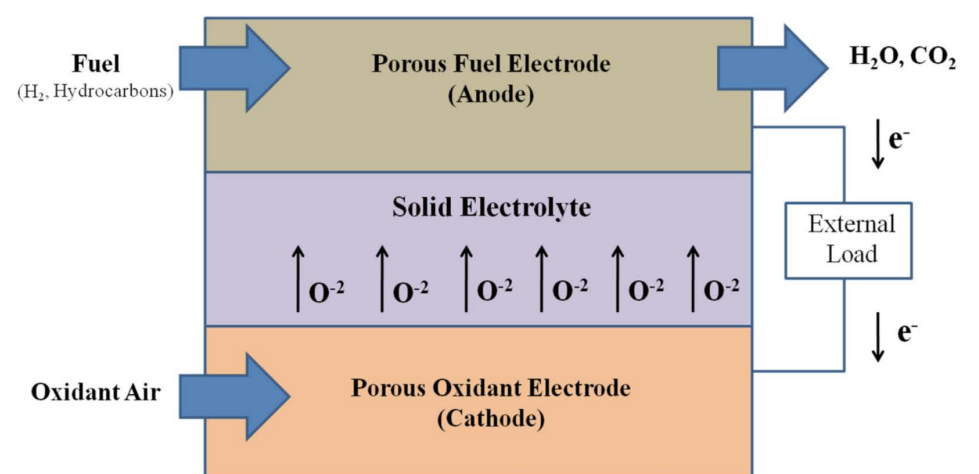 Fuel
(H₂, Hydrocarbons)
Porous Fuel Electrode
(Anode)
H₂O, CO₂
e⁻
Solid Electrolyte
External
Load
O⁻² O⁻² O⁻² O⁻² O⁻² O⁻²
e⁻
Oxidant Air
Porous Oxidant Electrode
(Cathode)